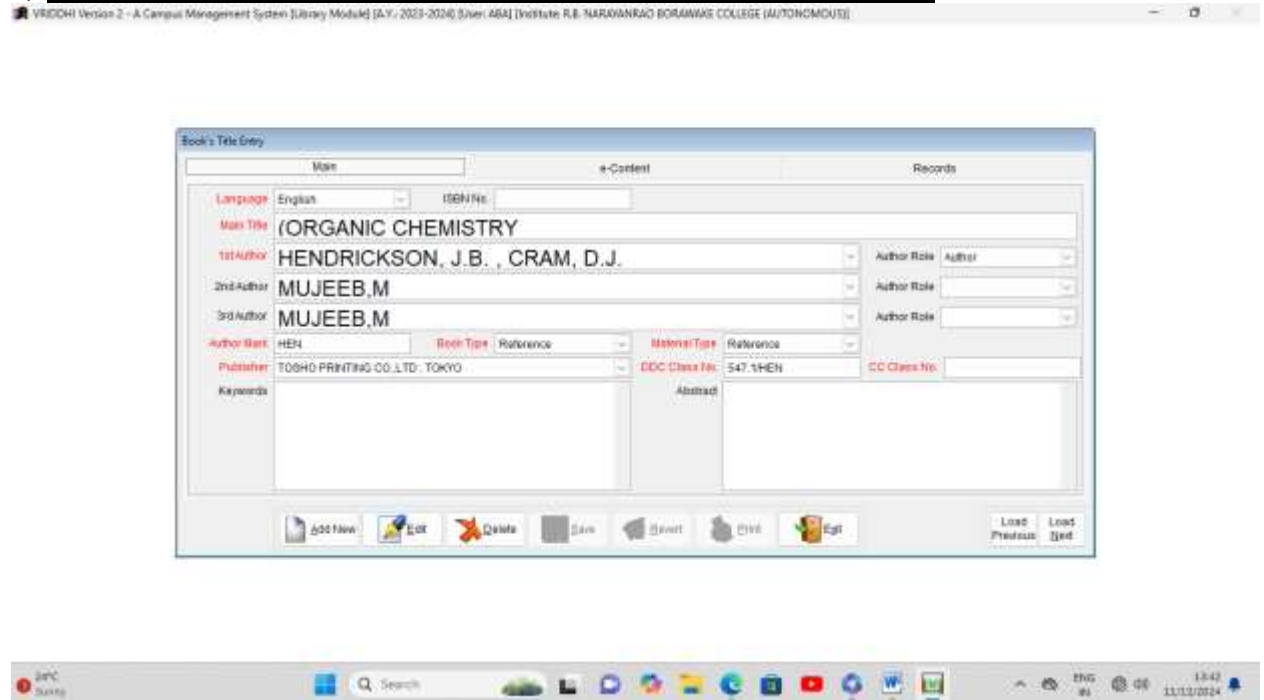 VRIDDHI Version 2 - A Campus Management System [Library Module] [A.Y.: 2023-2024] [User: ABA] [Institute: R.B. NARAYANRAO BORAWAKE COLLEGE (AUTONOMOUS)]
Book's Title Entry
Main e-Content Records
Language English ISBN No.
Main Title (ORGANIC CHEMISTRY
1st Author HENDRICKSON, J.B. , CRAM, D.J. Author Role Author
2nd Author MUJEEB,M Author Role
3rd Author MUJEEB,M Author Role
Author Mark HEN Book Type Reference Material Type Reference
Publisher TOSHO PRINTING CO.,LTD . TOKYO DDC Class No. 547.1/HEN CC Class No.
Keywords Abstract
Add New Edit Delete Save Revert Print Exit Load Previous Load Next
24°C Sunny Search ENG IN 13:42 11/12/2024